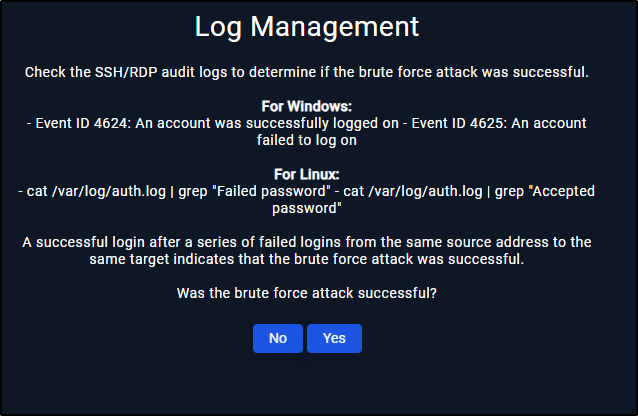 Log Management
Check the SSH/RDP audit logs to determine if the brute force attack was successful.
For Windows:
- Event ID 4624: An account was successfully logged on - Event ID 4625: An account
failed to log on
For Linux:
- cat /var/log/auth.log | grep "Failed password" - cat /var/log/auth.log | grep "Accepted
password"
A successful login after a series of failed logins from the same source address to the
same target indicates that the brute force attack was successful.
Was the brute force attack successful?
No Yes